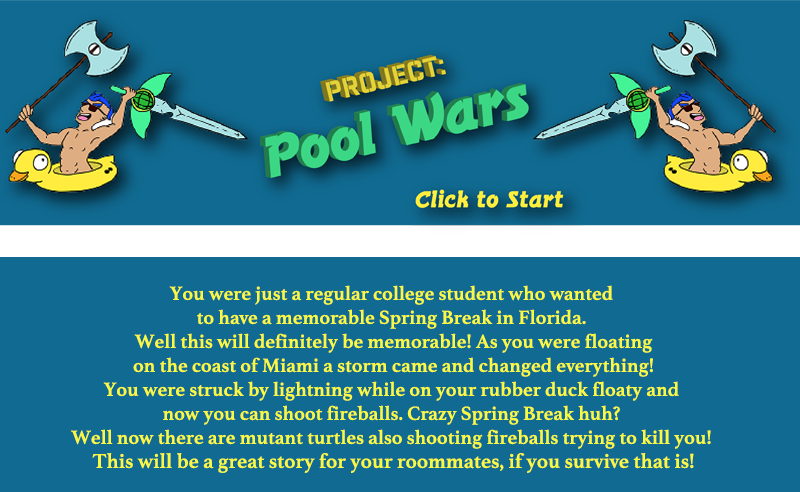 PROJECT:
Pool Wars
Click to Start
You were just a regular college student who wanted
to have a memorable Spring Break in Florida.
Well this will definitely be memorable! As you were floating
on the coast of Miami a storm came and changed everything!
You were struck by lightning while on your rubber duck floaty and
now you can shoot fireballs. Crazy Spring Break huh?
Well now there are mutant turtles also shooting fireballs trying to kill you!
This will be a great story for your roommates, if you survive that is!